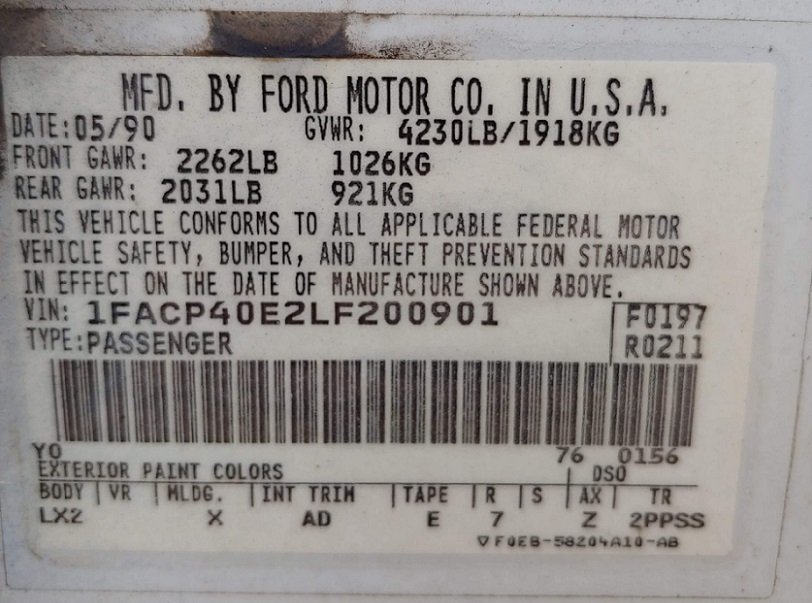 MFD. BY FORD MOTOR CO. IN U.S.A.
DATE:05/90 GVWR: 4230LB/1918KG
FRONT GAWR: 2262LB 1026KG
REAR GAWR: 2031LB 921KG
THIS VEHICLE CONFORMS TO ALL APPLICABLE FEDERAL MOTOR
VEHICLE SAFETY, BUMPER, AND THEFT PREVENTION STANDARDS
IN EFFECT ON THE DATE OF MANUFACTURE SHOWN ABOVE.
VIN: 1FACP40E2LF200901 F0197
TYPE:PASSENGER R0211
YO 76 0156
EXTERIOR PAINT COLORS DSO
BODY VR MLDG. INT TRIM TAPE R S AX TR
LX2 X AD E 7 Z 2PPSS
▽F0EB-58204A10-AB